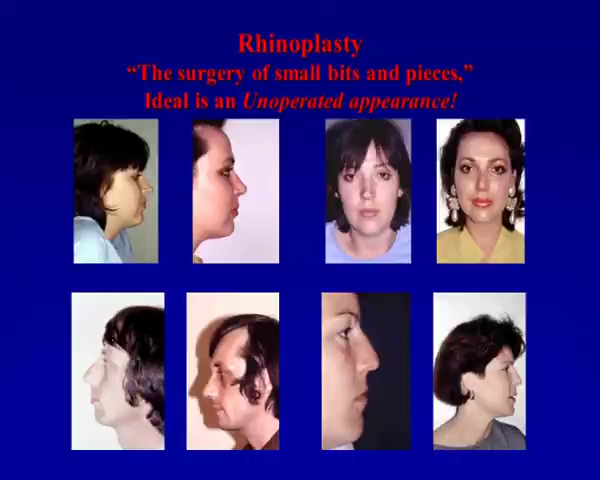 Rhinoplasty
“The surgery of small bits and pieces,”
Ideal is an Unoperated appearance!